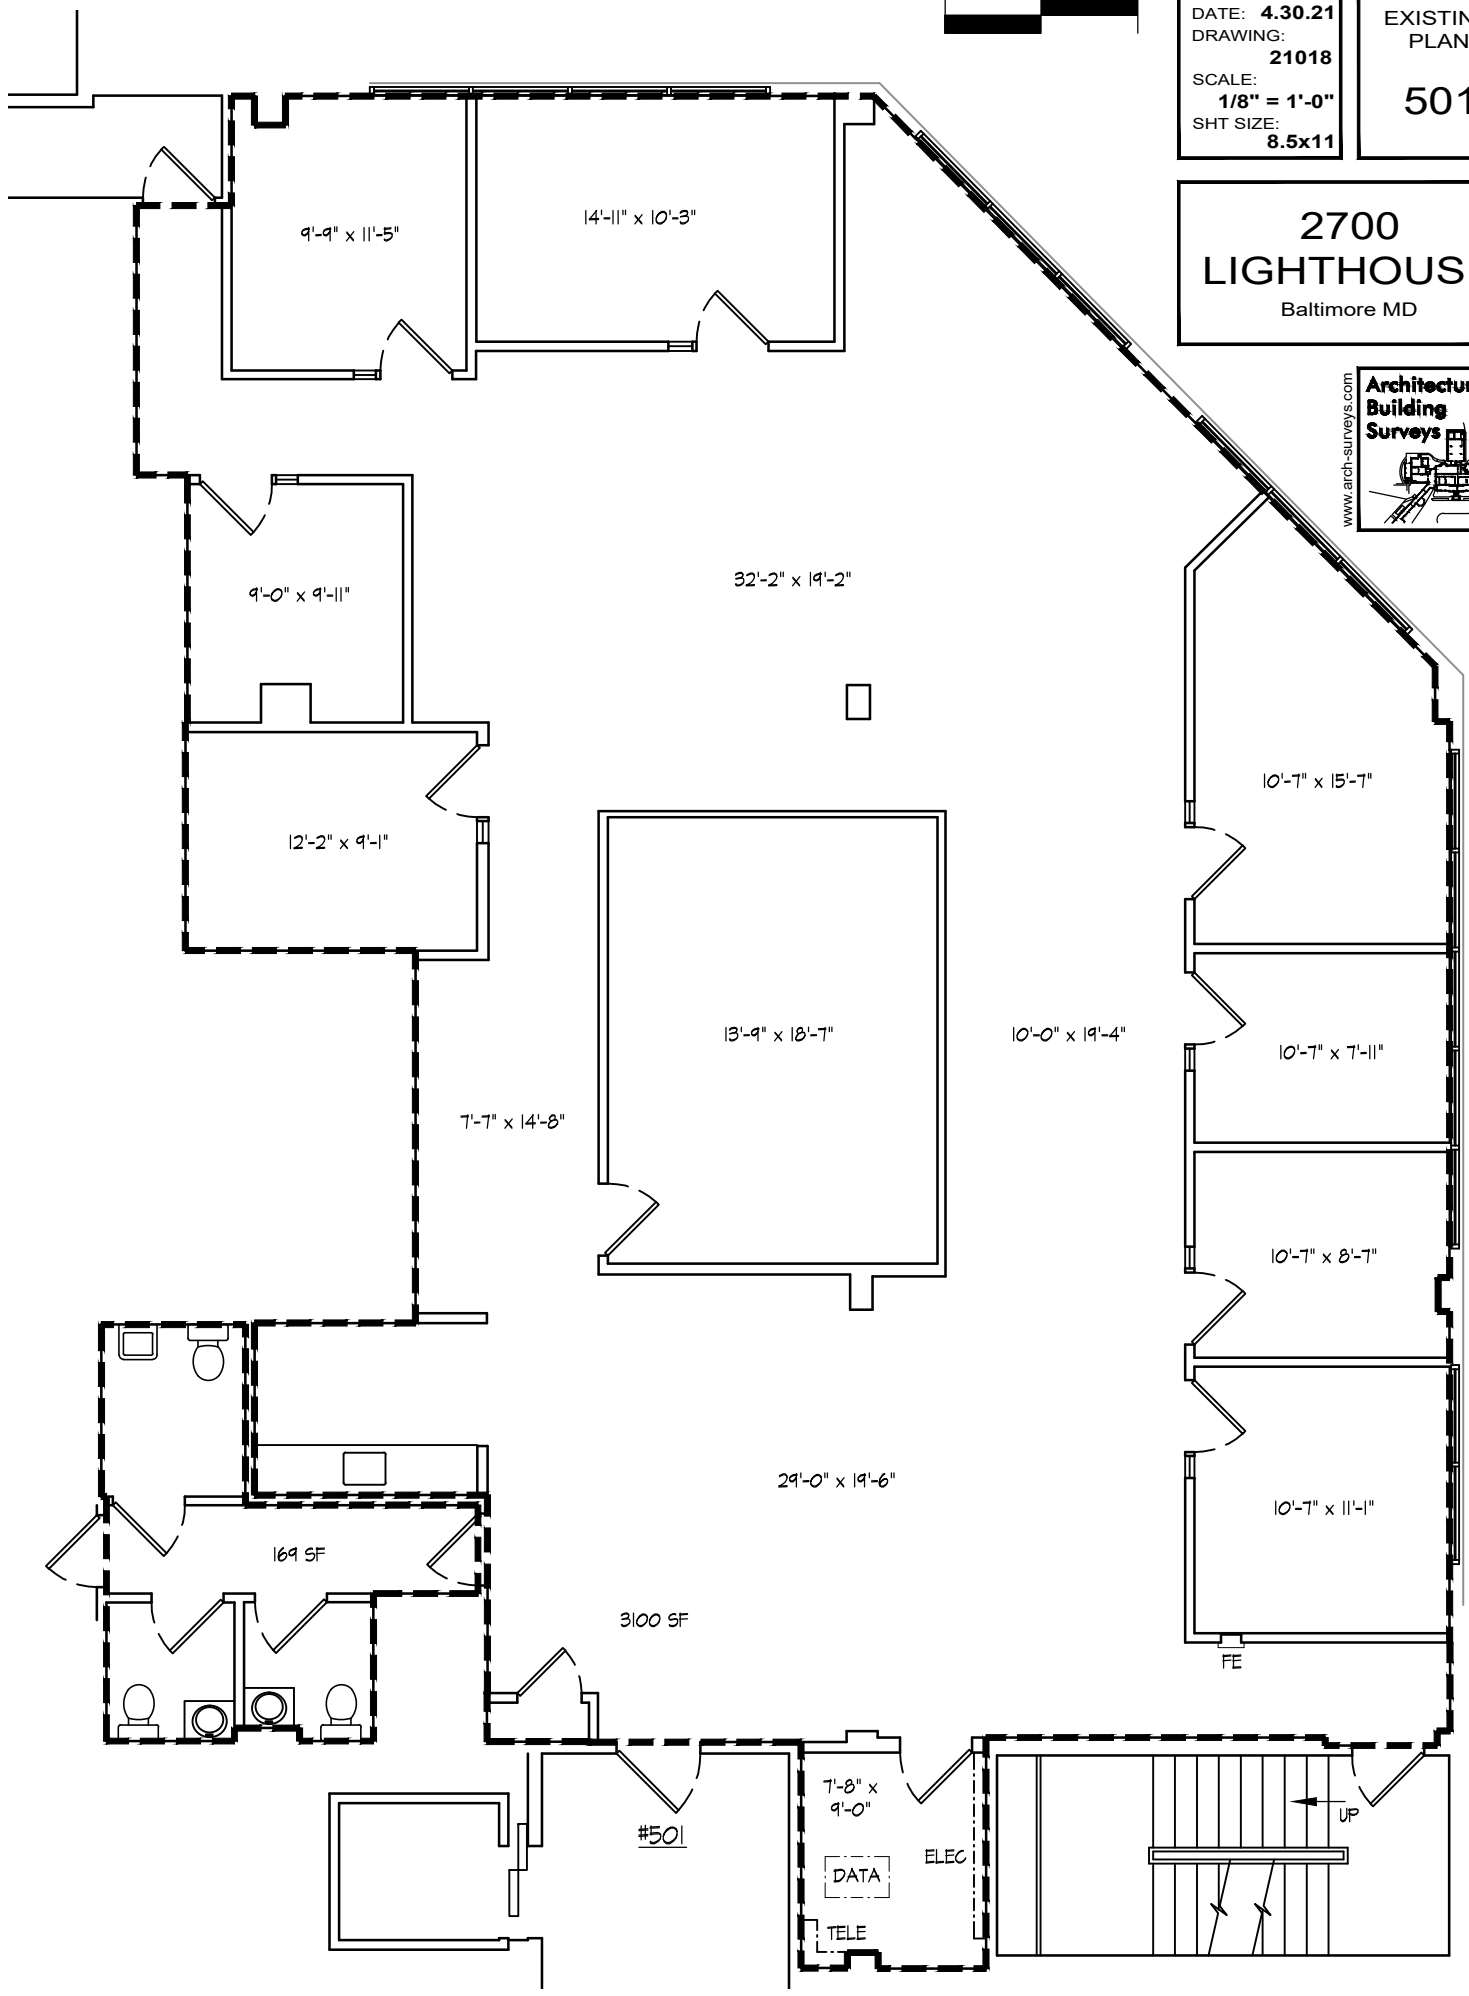 DATE: 4.30.21
DRAWING:
21018
SCALE:
1/8" = 1'-0"
SHT SIZE:
8.5x11
EXISTIN
PLAN
501
2700
LIGHTHOUS
Baltimore MD
www.arch-surveys.com
Architectur
Building
Surveys
9'-9" x 11'-5"
14'-11" x 10'-3"
9'-0" x 9'-11"
32'-2" x 19'-2"
10'-7" x 15'-7"
12'-2" x 9'-1"
13'-9" x 18'-7"
10'-0" x 19'-4"
10'-7" x 7'-11"
7'-7" x 14'-8"
10'-7" x 8'-7"
29'-0" x 19'-6"
10'-7" x 11'-1"
169 SF
3100 SF
FE
7'-8" x
9'-0"
#501
UP
ELEC
DATA
TELE